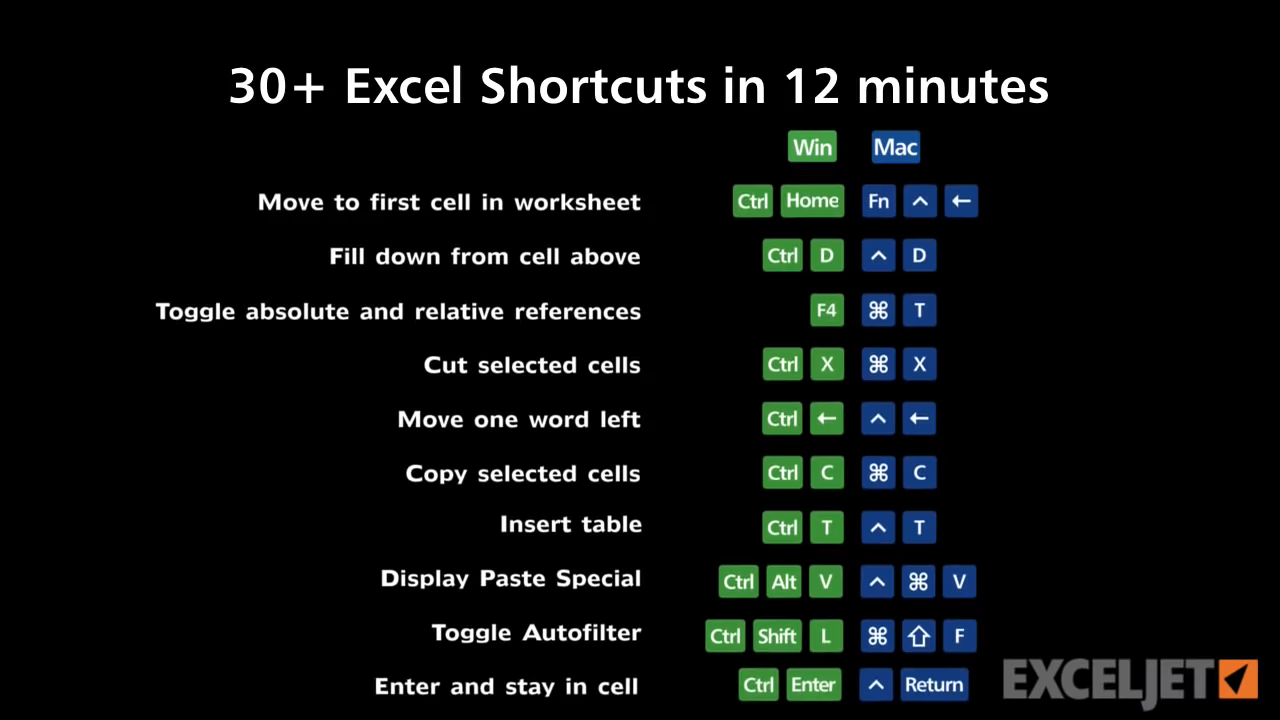 30+ Excel Shortcuts in 12 minutes
Win Mac
Move to first cell in worksheet Ctrl Home Fn ^ ←
Fill down from cell above Ctrl D ^ D
Toggle absolute and relative references F4 ⌘ T
Cut selected cells Ctrl X ⌘ X
Move one word left Ctrl ← ^ ←
Copy selected cells Ctrl C ⌘ C
Insert table Ctrl T ^ T
Display Paste Special Ctrl Alt V ^ ⌘ V
Toggle Autofilter Ctrl Shift L ⌘ ⇧ F
Enter and stay in cell Ctrl Enter ^ Return
EXCELJET